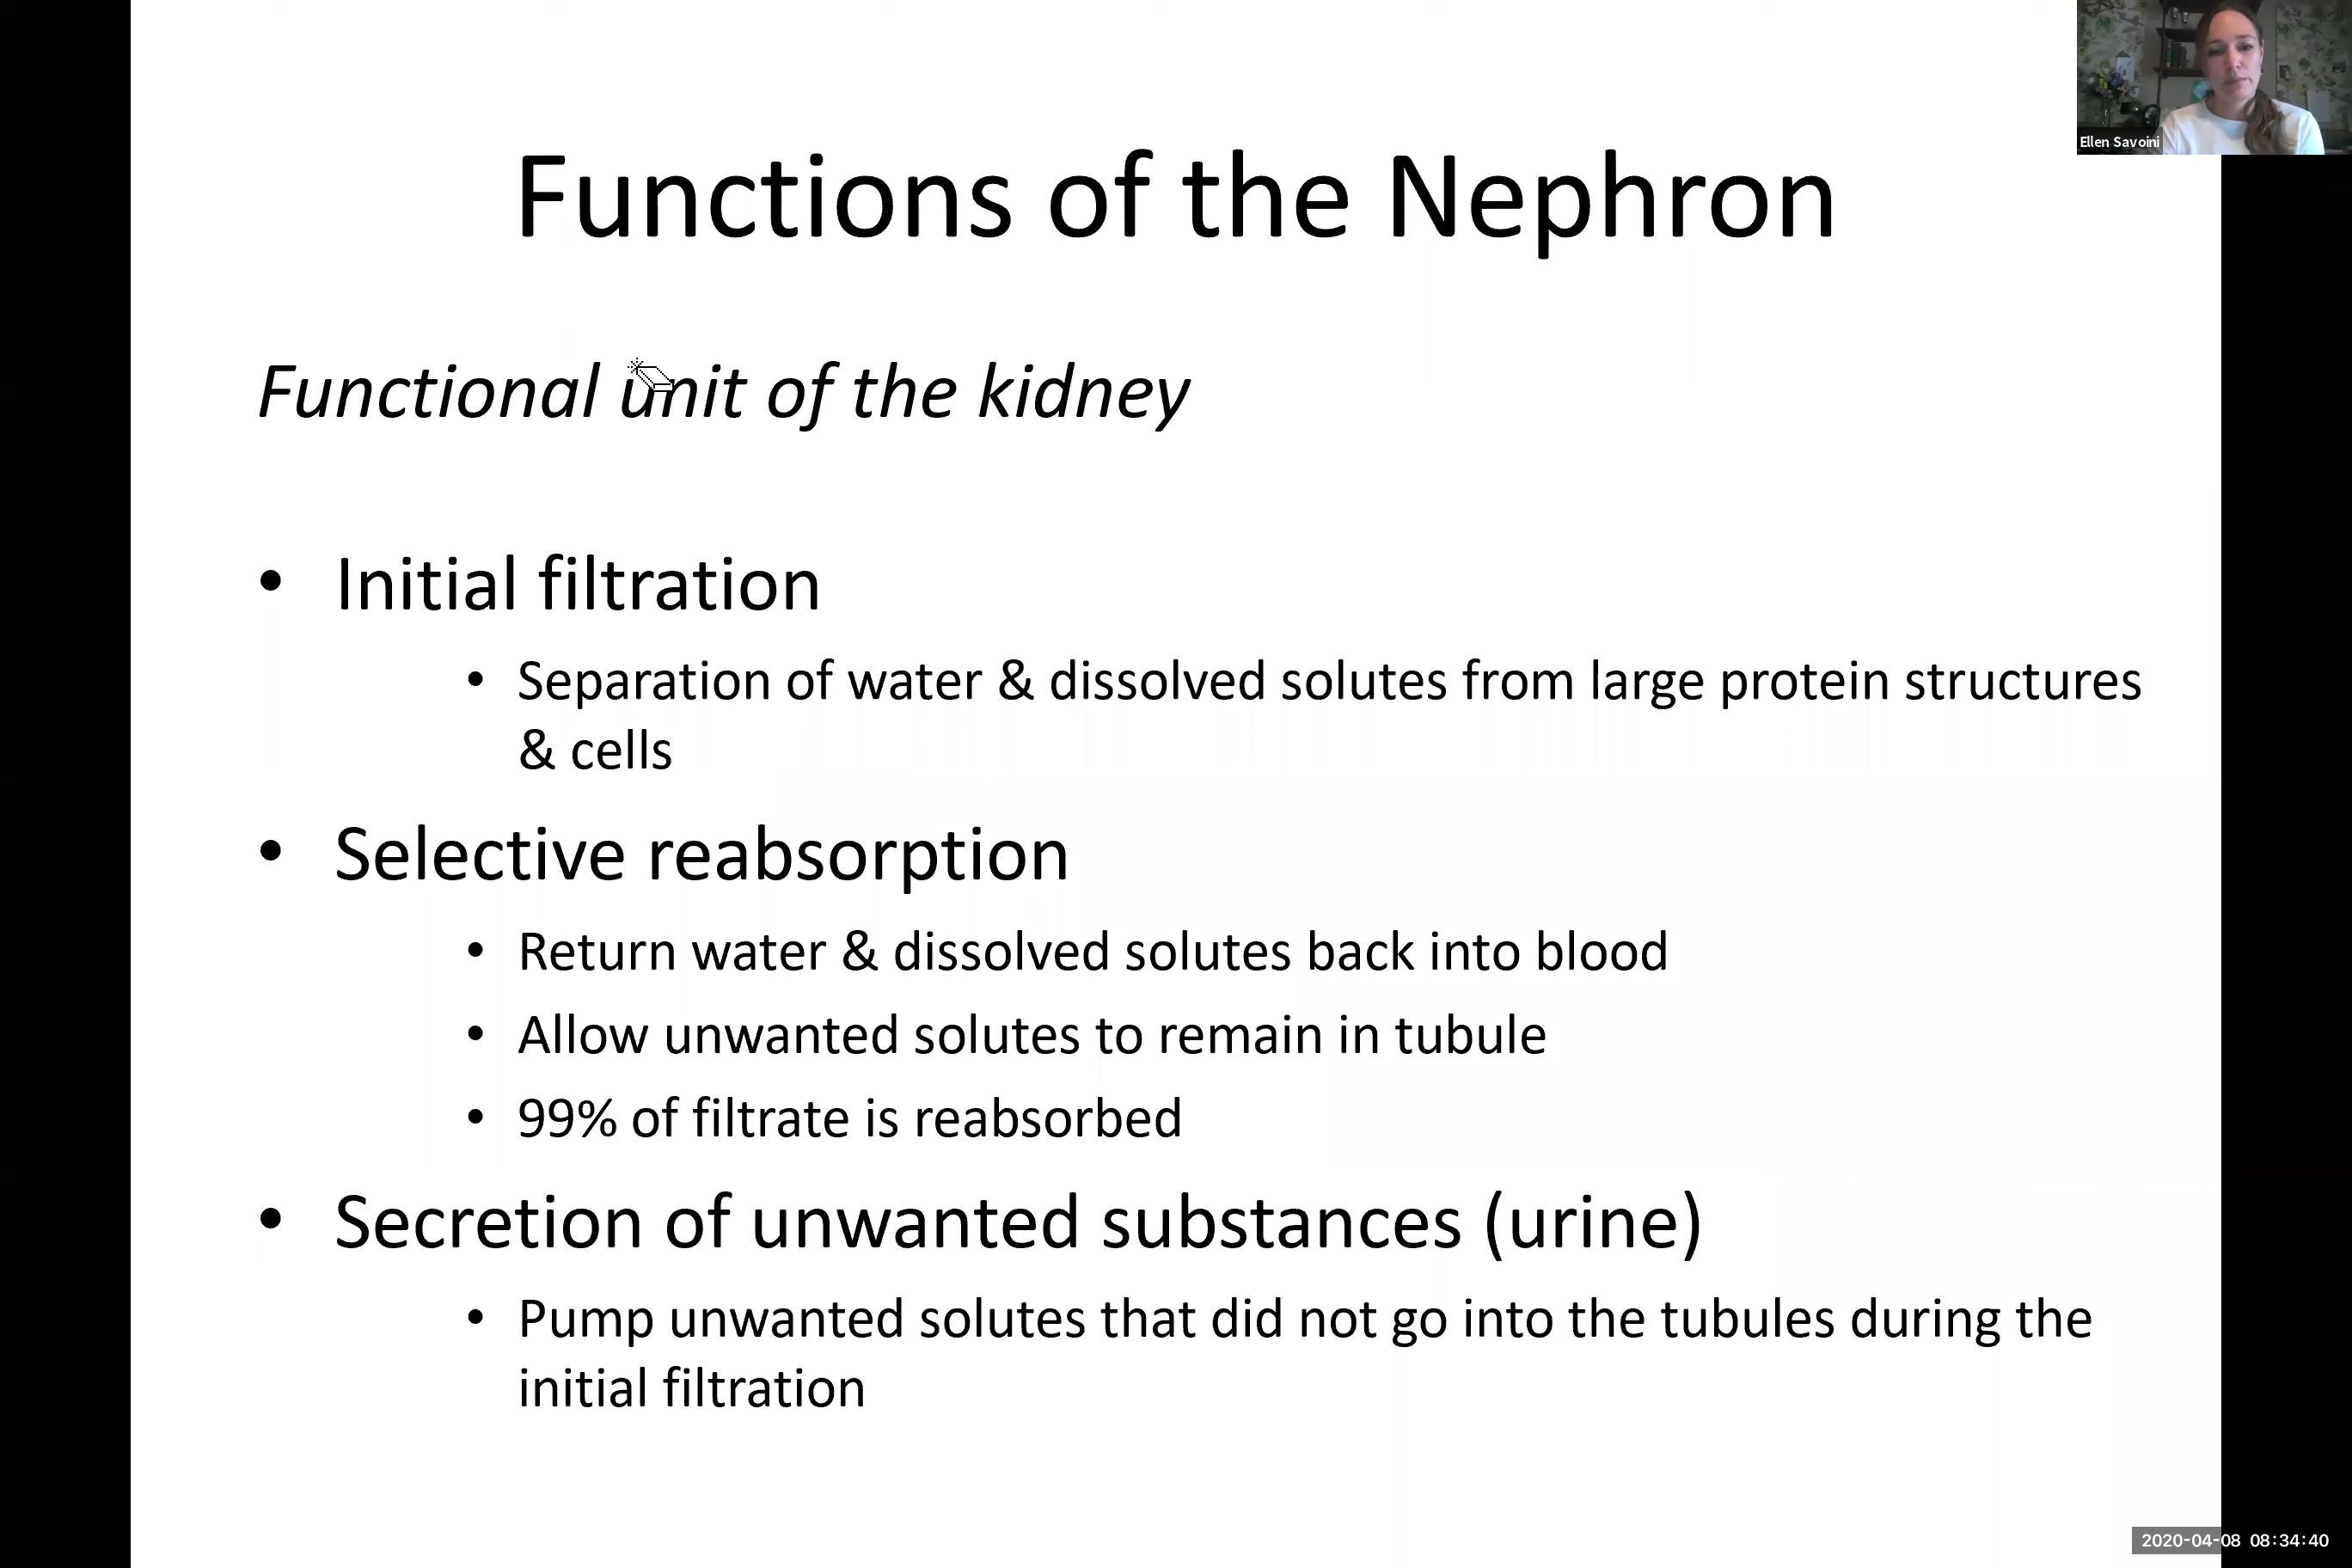 Ellen Savoini
Functions of the Nephron
Functional unit of the kidney
• Initial filtration
• Separation of water & dissolved solutes from large protein structures
& cells
• Selective reabsorption
• Return water & dissolved solutes back into blood
• Allow unwanted solutes to remain in tubule
• 99% of filtrate is reabsorbed
• Secretion of unwanted substances (urine)
• Pump unwanted solutes that did not go into the tubules during the
initial filtration
2020-04-08 08:34:40